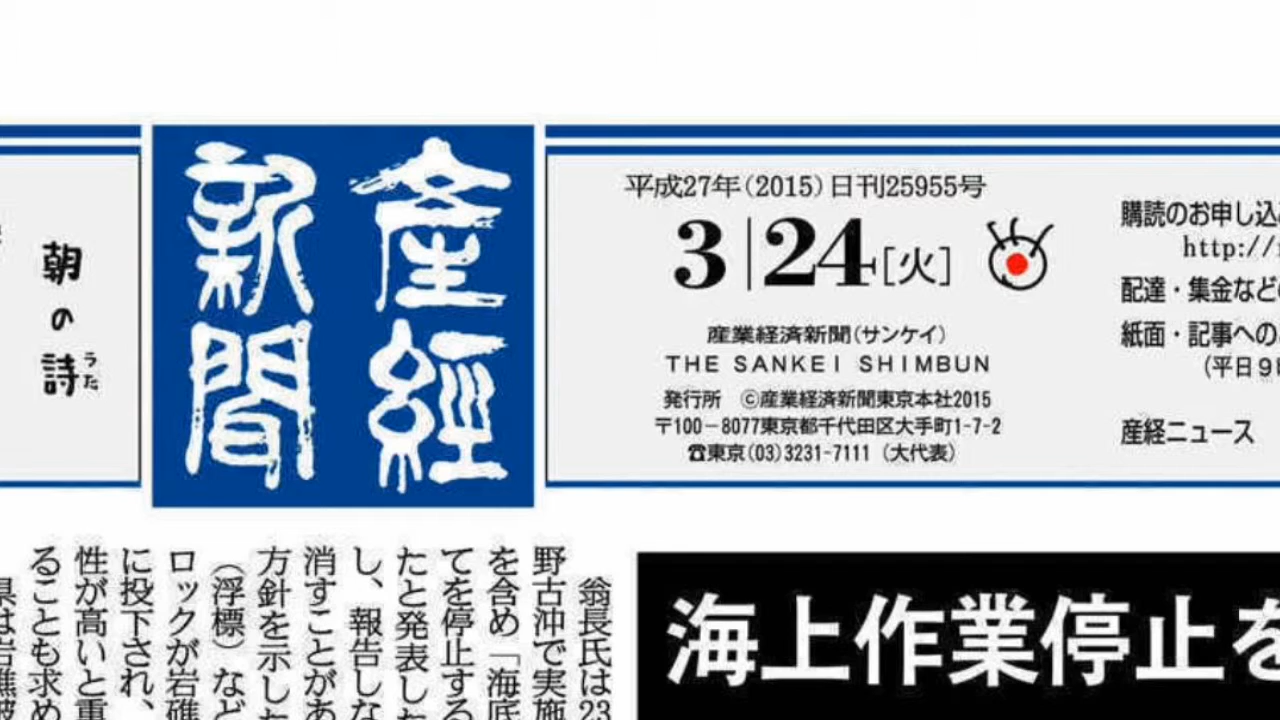 産經
新聞
朝の詩
うた
平成27年(2015)日刊25955号
3|24[火]
産業経済新聞(サンケイ)
THE SANKEI SHIMBUN
発行所 ©産業経済新聞東京本社2015
〒100-8077東京都千代田区大手町1-7-2
☎東京(03)3231-7111(大代表)
購読のお申し込
http://
配達・集金など
紙面・記事への
(平日9
産経ニュース
海上作業停止を
翁長氏は23
野古沖で実施
を含め「海底
てを停止する
たと発表した
し、報告しな
消すことがあ
方針を示した
(浮標)など
ロックが岩礁
に投下され、
性が高いと重
ることも求め
県は岩礁破